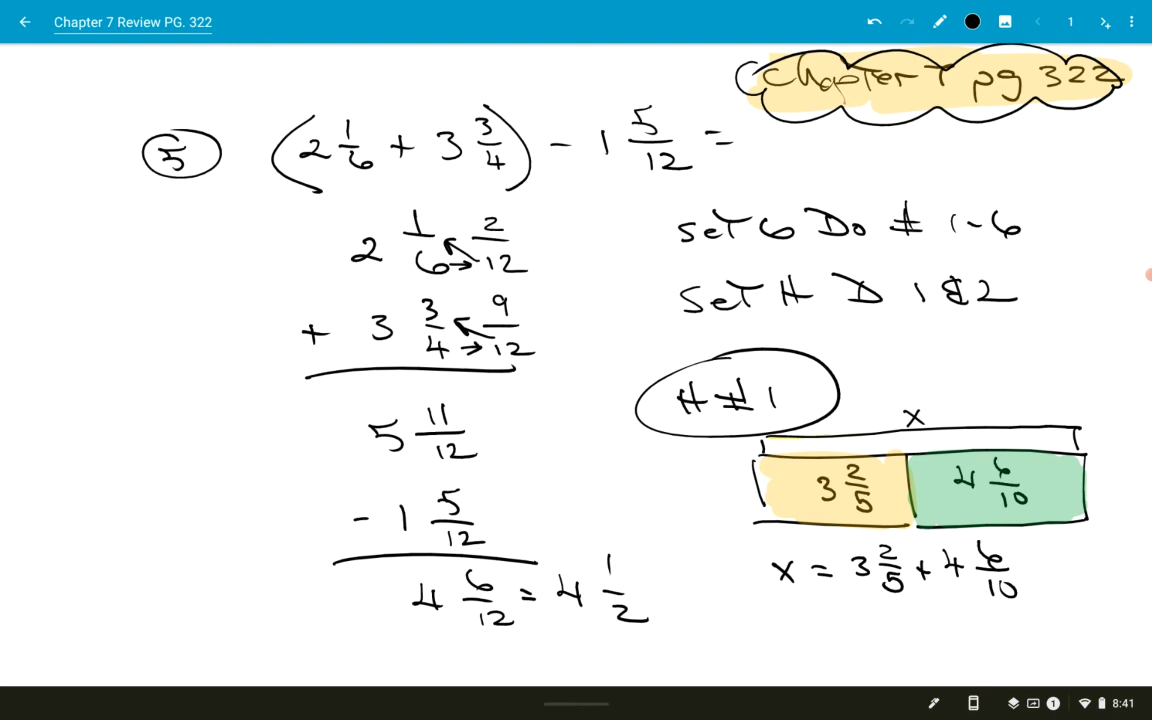 Chapter 7 Review PG. 322
1
Chapter 7 pg 322
5 (2 1/6 + 3 3/4) - 1 5/12 =
2 1/6 → 2/12
+ 3 3/4 → 9/12
5 11/12
- 1 5/12
4 6/12 = 4 1/2
Set G Do # 1-6
Set H D 1 & 2
H # 1
x
3 2/5 4 6/10
x = 3 2/5 + 4 6/10
1 8:41